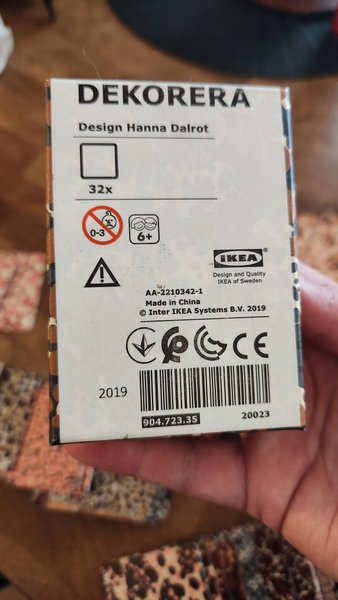 DEKORERA
Design Hanna Dalrot
32x
0-3
6+
IKEA
Design and Quality
IKEA of Sweden
AA-2210342-1
Made in China
© Inter IKEA Systems B.V. 2019
CE
2019
904.723.35
20023